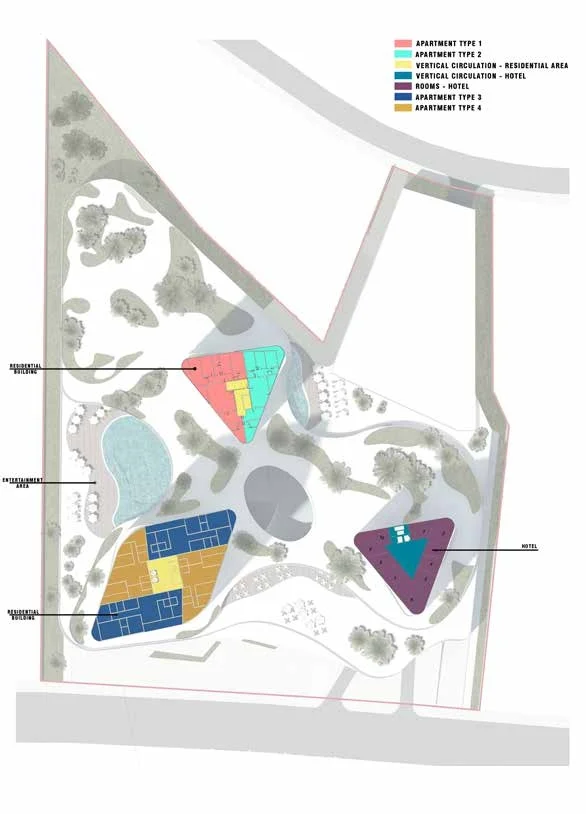 APARTMENT TYPE 1
APARTMENT TYPE 2
VERTICAL CIRCULATION - RESIDENTIAL AREA
VERTICAL CIRCULATION - HOTEL
ROOMS - HOTEL
APARTMENT TYPE 3
APARTMENT TYPE 4
RESIDENTIAL
BUILDING
ENTERTAINMENT
AREA
HOTEL
RESIDENTIAL
BUILDING